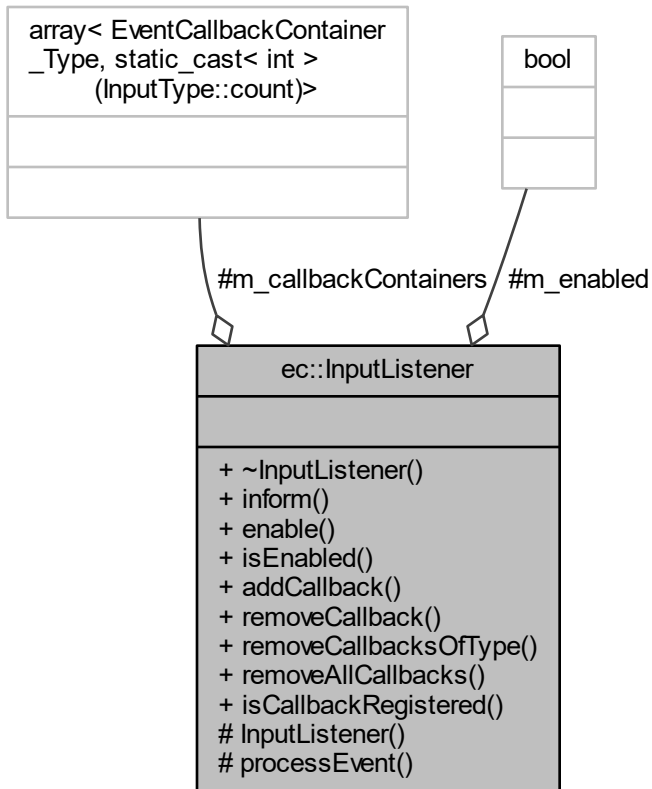 array< EventCallbackContainer
_Type, static_cast< int >
(InputType::count)>
bool
#m_callbackContainers
#m_enabled
ec::InputListener
+ ~InputListener()
+ inform()
+ enable()
+ isEnabled()
+ addCallback()
+ removeCallback()
+ removeCallbacksOfType()
+ removeAllCallbacks()
+ isCallbackRegistered()
# InputListener()
# processEvent()